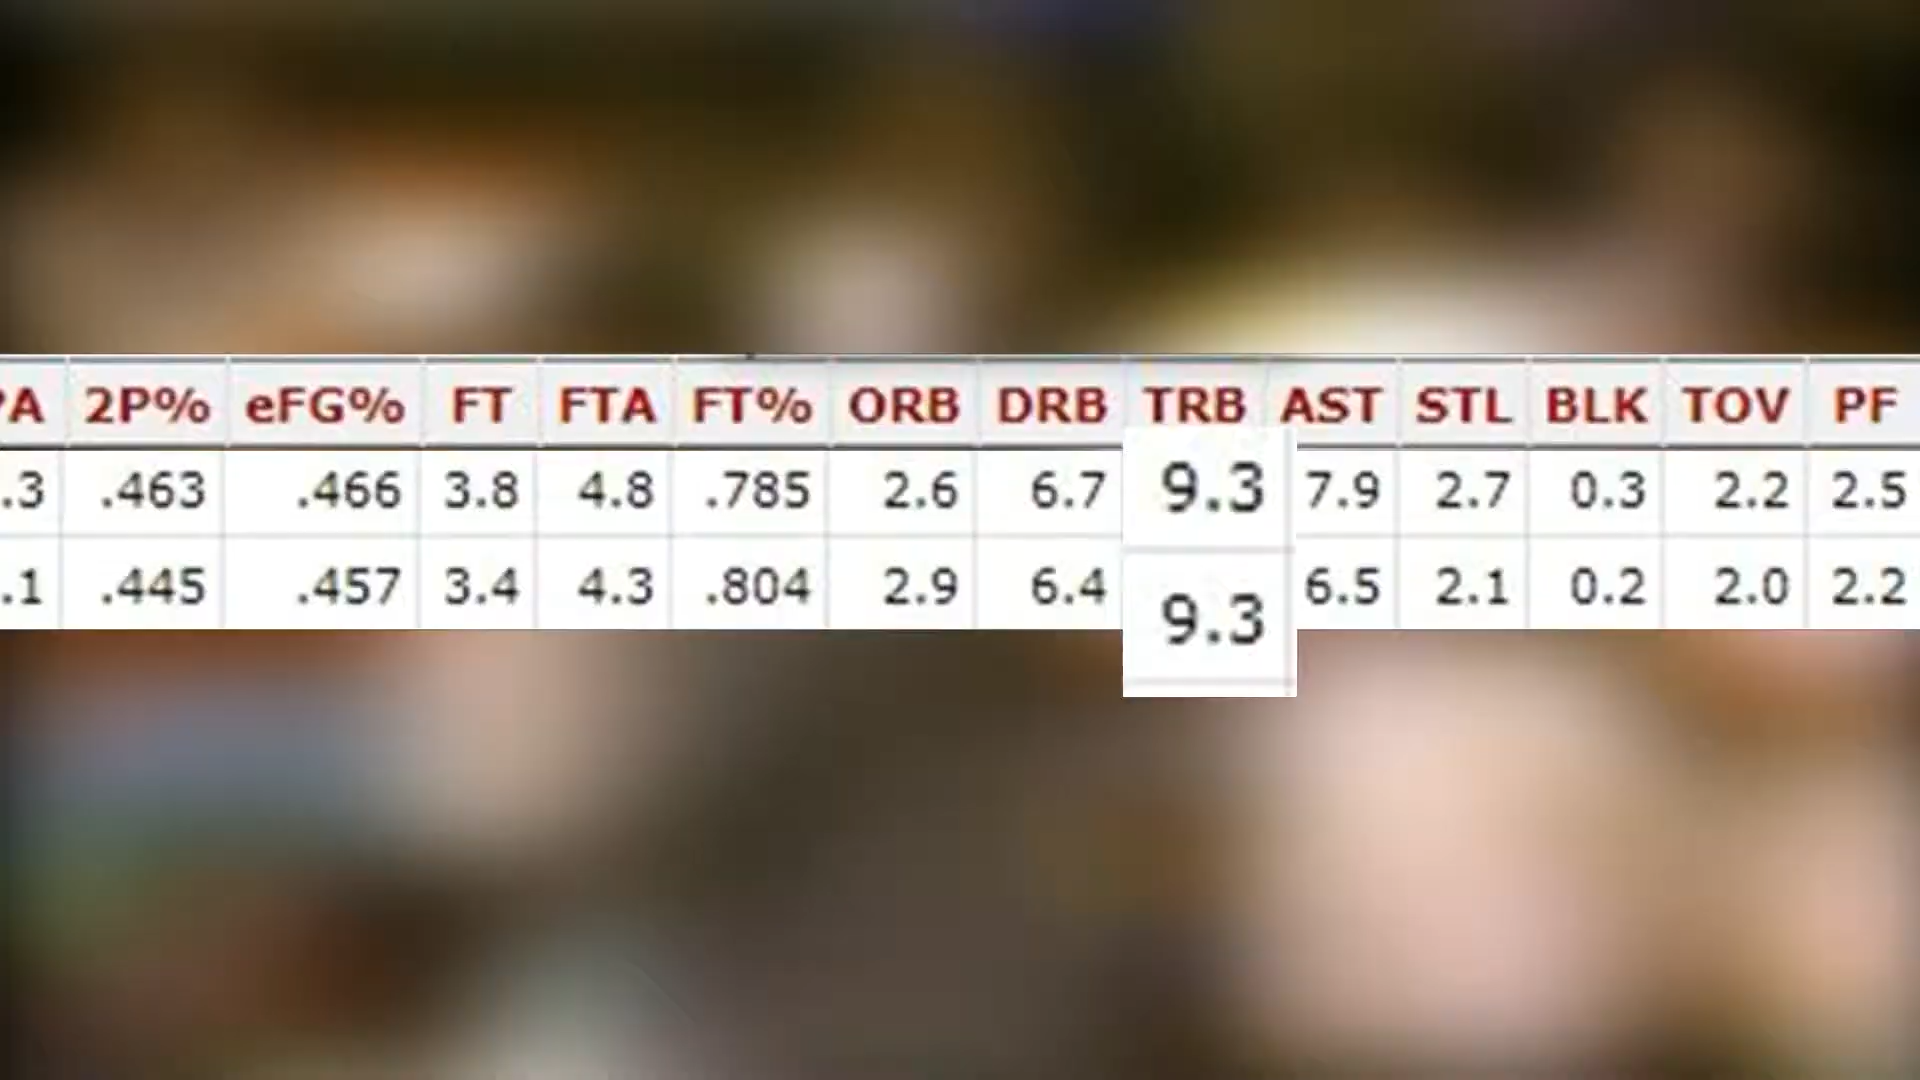 PA 2P% eFG% FT FTA FT% ORB DRB TRB AST STL BLK TOV PF
.3 .463 .466 3.8 4.8 .785 2.6 6.7 9.3 7.9 2.7 0.3 2.2 2.5
.1 .445 .457 3.4 4.3 .804 2.9 6.4 9.3 6.5 2.1 0.2 2.0 2.2